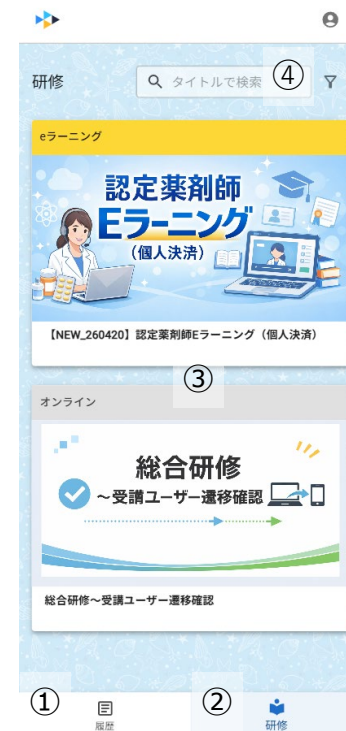 研修
タイトルで検索
④
eラーニング
認定薬剤師
Eラーニング
(個人決済)
【NEW_260420】認定薬剤師Eラーニング（個人決済）
③
オンライン
総合研修
～受講ユーザー遷移確認
総合研修～受講ユーザー遷移確認
①
履歴
②
研修